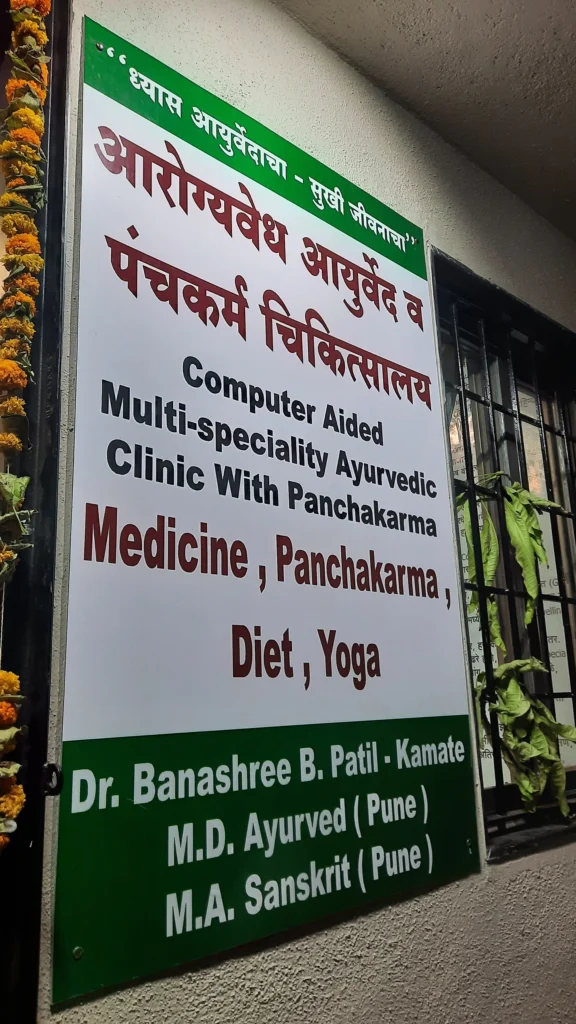 “ध्यास आयुर्वेदाचा - सुखी जीवनाचा”
आरोग्यवेध आयुर्वेद व
पंचकर्म चिकित्सालय
Computer Aided
Multi-speciality Ayurvedic
Clinic With Panchakarma
Medicine , Panchakarma ,
Diet , Yoga
Dr. Banashree B. Patil - Kamate
M.D. Ayurved ( Pune )
M.A. Sanskrit ( Pune )